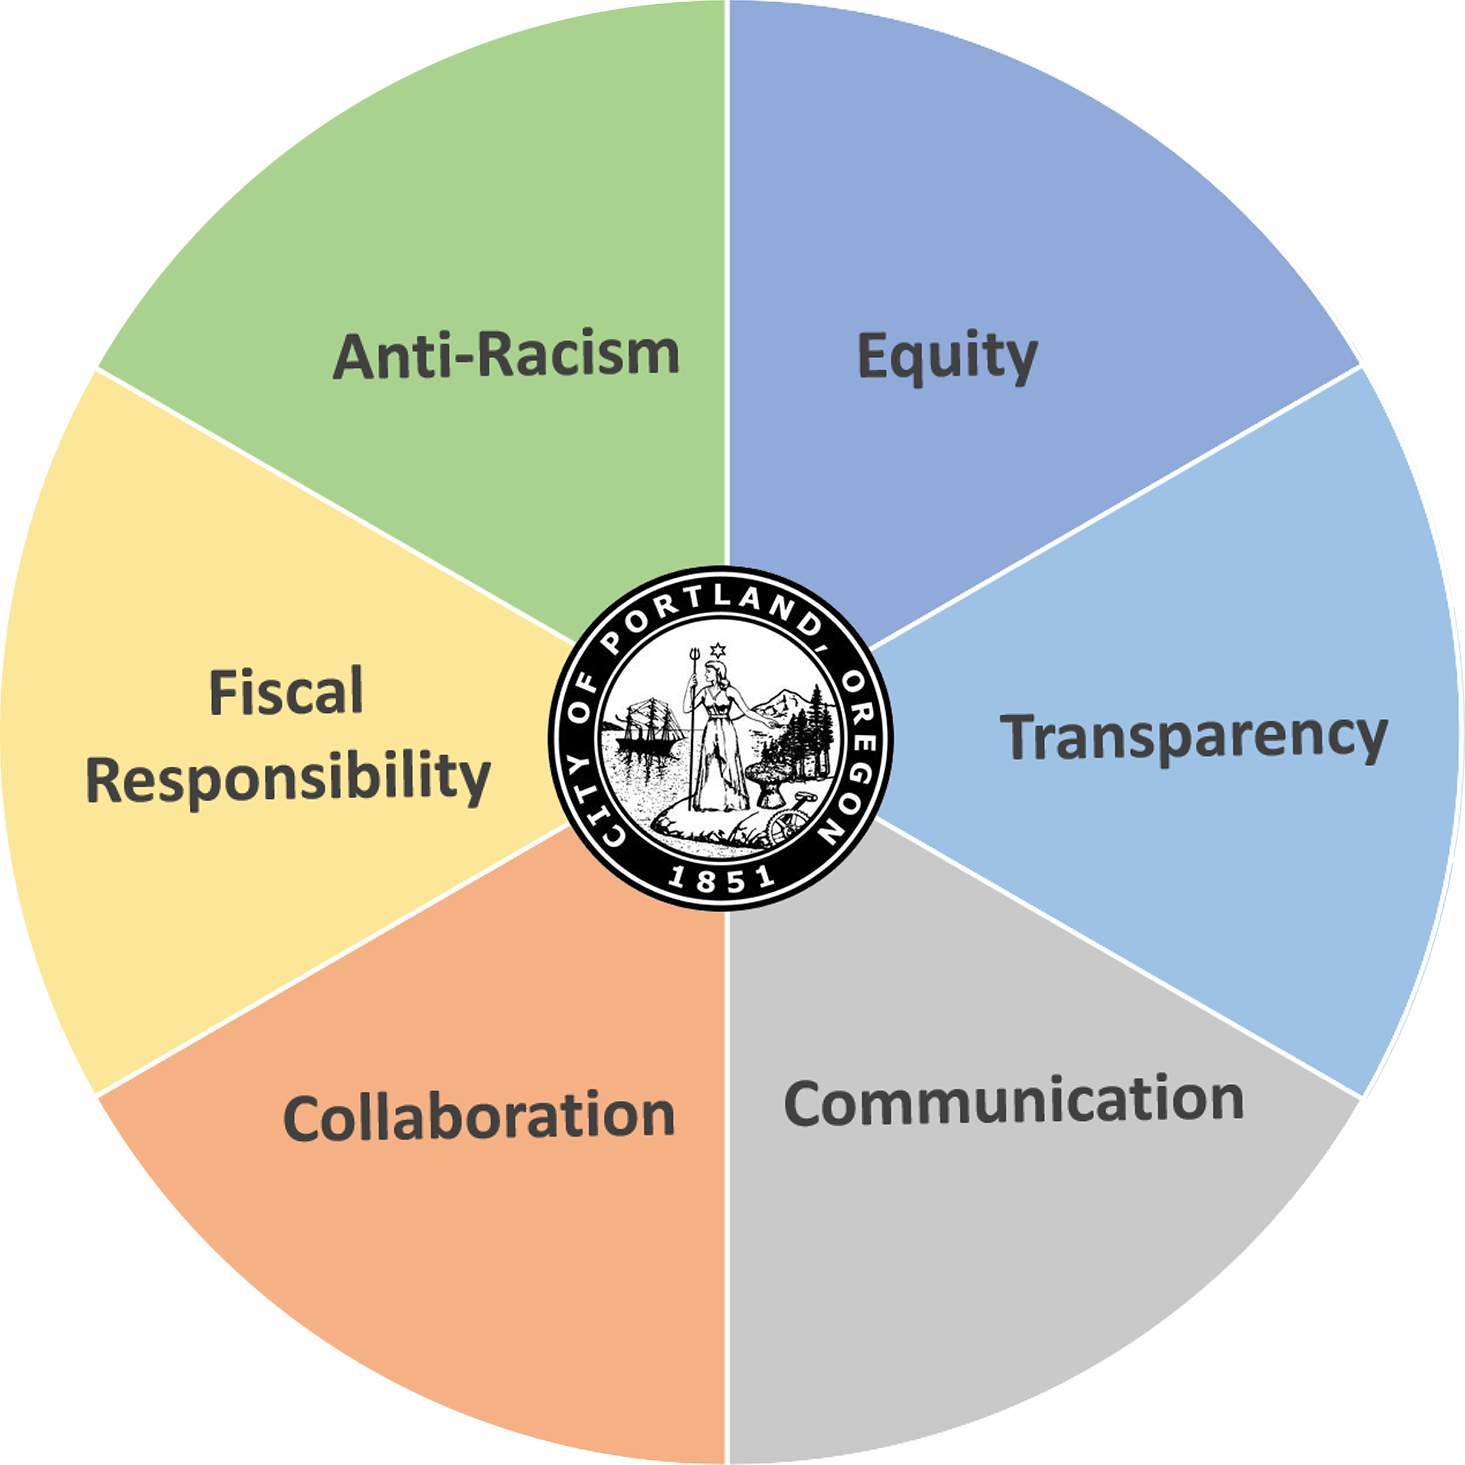 Anti-Racism
Equity
Fiscal
Responsibility
Transparency
Collaboration
Communication
CITY OF PORTLAND, OREGON
1851